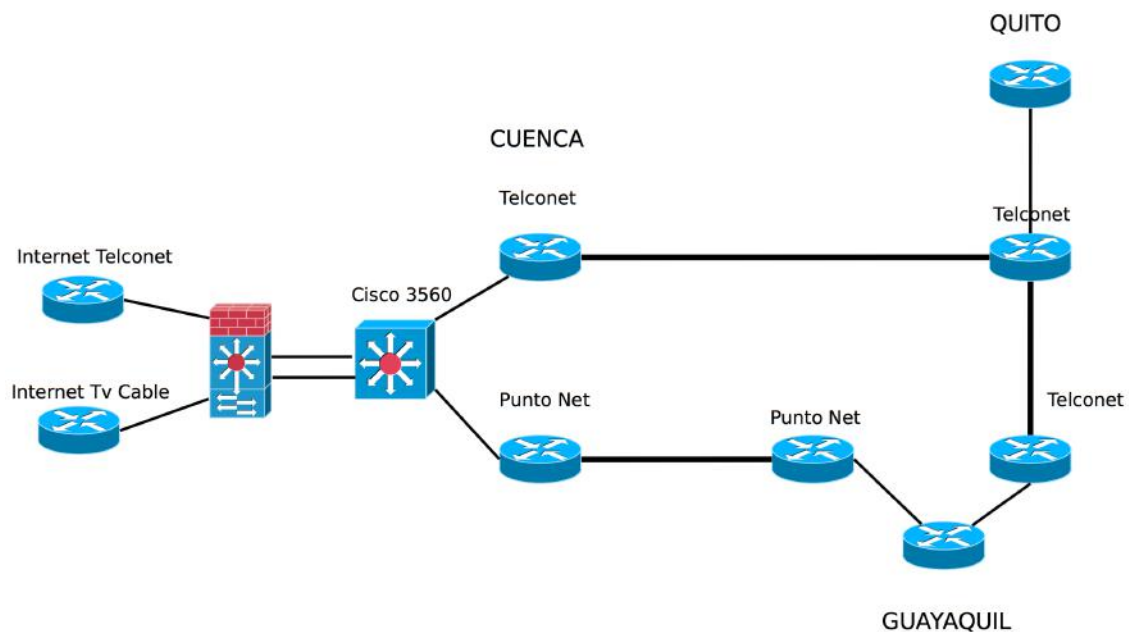 QUITO
CUENCA
Telconet
Telconet
Internet Telconet
Cisco 3560
Internet Tv Cable
Punto Net
Punto Net
Telconet
GUAYAQUIL